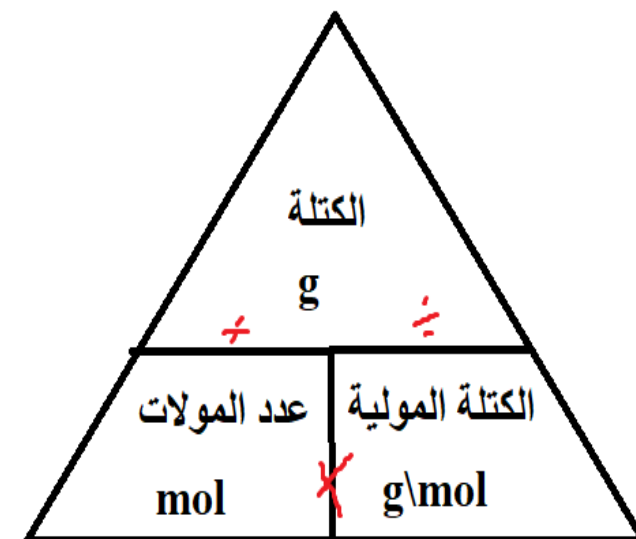 الكتلة
g
÷ ÷
عدد المولات
mol
×
الكتلة المولية
g\mol